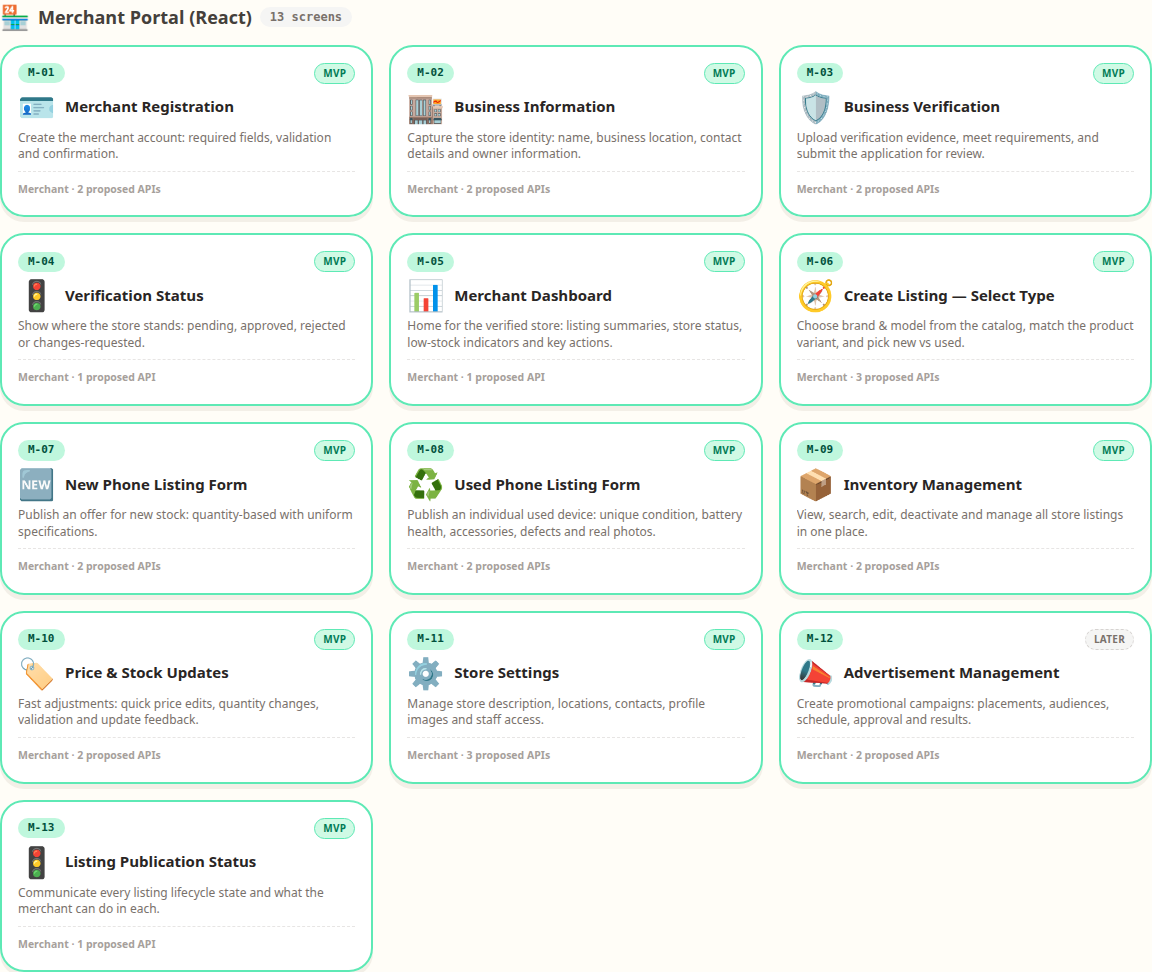 Merchant Portal (React) 13 screens
M-01 MVP
Merchant Registration
Create the merchant account: required fields, validation
and confirmation.
Merchant · 2 proposed APIs
M-02 MVP
Business Information
Capture the store identity: name, business location, contact
details and owner information.
Merchant · 2 proposed APIs
M-03 MVP
Business Verification
Upload verification evidence, meet requirements, and
submit the application for review.
Merchant · 2 proposed APIs
M-04 MVP
Verification Status
Show where the store stands: pending, approved, rejected
or changes-requested.
Merchant · 1 proposed API
M-05 MVP
Merchant Dashboard
Home for the verified store: listing summaries, store status,
low-stock indicators and key actions.
Merchant · 1 proposed API
M-06 MVP
Create Listing — Select Type
Choose brand & model from the catalog, match the product
variant, and pick new vs used.
Merchant · 3 proposed APIs
M-07 MVP
NEW New Phone Listing Form
Publish an offer for new stock: quantity-based with uniform
specifications.
Merchant · 2 proposed APIs
M-08 MVP
Used Phone Listing Form
Publish an individual used device: unique condition, battery
health, accessories, defects and real photos.
Merchant · 2 proposed APIs
M-09 MVP
Inventory Management
View, search, edit, deactivate and manage all store listings
in one place.
Merchant · 2 proposed APIs
M-10 MVP
Price & Stock Updates
Fast adjustments: quick price edits, quantity changes,
validation and update feedback.
Merchant · 2 proposed APIs
M-11 MVP
Store Settings
Manage store description, locations, contacts, profile
images and staff access.
Merchant · 3 proposed APIs
M-12 LATER
Advertisement Management
Create promotional campaigns: placements, audiences,
schedule, approval and results.
Merchant · 2 proposed APIs
M-13 MVP
Listing Publication Status
Communicate every listing lifecycle state and what the
merchant can do in each.
Merchant · 1 proposed API